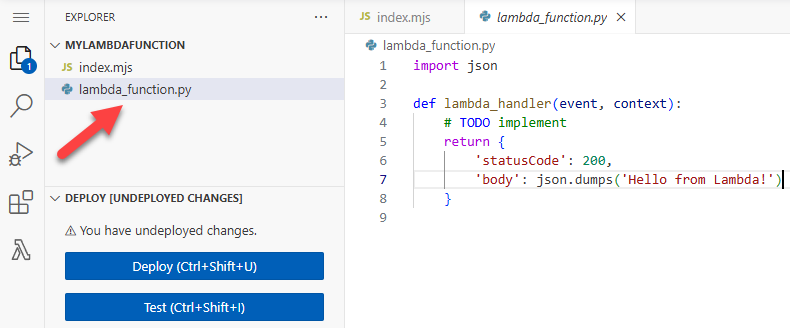 EXPLORER
MYLAMBDAFUNCTION
JS index.mjs
lambda_function.py
1
DEPLOY [UNDEPLOYED CHANGES]
You have undeployed changes.
Deploy (Ctrl+Shift+U)
Test (Ctrl+Shift+I)
JS index.mjs
lambda_function.py
lambda_function.py
1 import json
2
3 def lambda_handler(event, context):
4     # TODO implement
5     return {
6         'statusCode': 200,
7         'body': json.dumps('Hello from Lambda!')
8     }
9